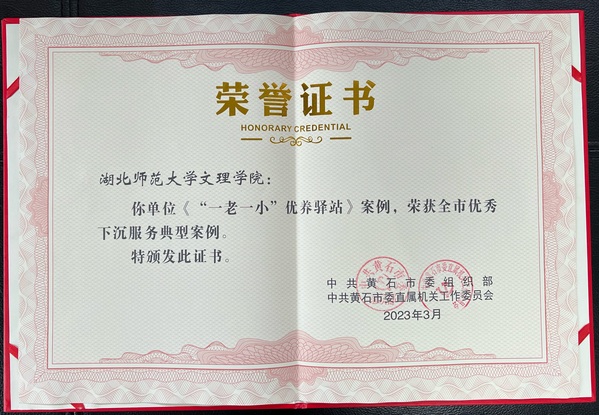 荣誉证书
HONORARY CREDENTIAL
湖北师范大学文理学院：
你单位《“一老一小”优养驿站》案例，荣获全市优秀
下沉服务典型案例。
特颁发此证书。
中共黄石市委组织部
中共黄石市委直属机关工作委员会
2023年3月